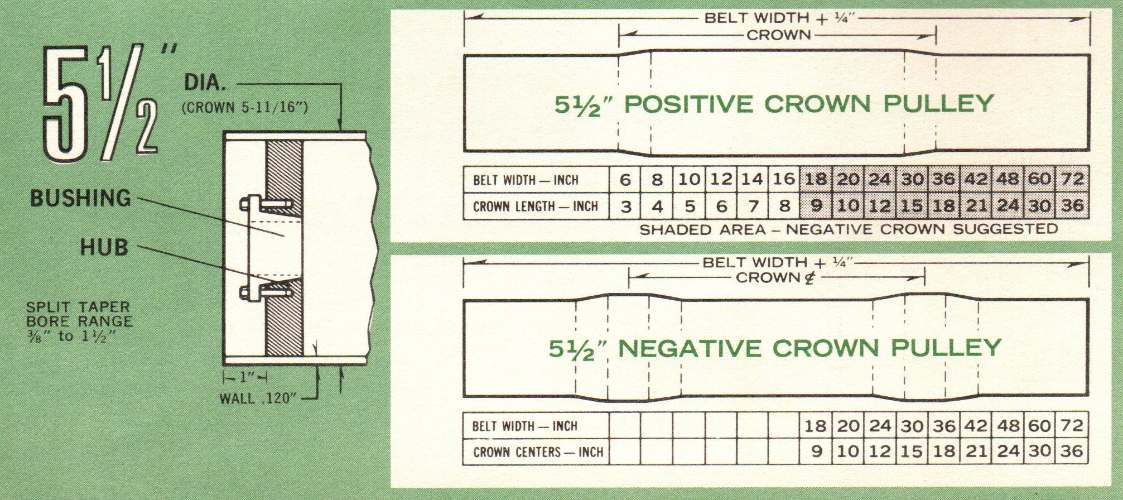 5½"
DIA.
(CROWN 5-11/16")
BUSHING
HUB
SPLIT TAPER
BORE RANGE
⅜" to 1½"
1"
WALL .120"
BELT WIDTH + ¼"
CROWN
5½" POSITIVE CROWN PULLEY
BELT WIDTH — INCH 6 8 10 12 14 16 18 20 24 30 36 42 48 60 72
CROWN LENGTH — INCH 3 4 5 6 7 8 9 10 12 15 18 21 24 30 36
SHADED AREA – NEGATIVE CROWN SUGGESTED
BELT WIDTH + ¼"
CROWN ℄
5½" NEGATIVE CROWN PULLEY
BELT WIDTH — INCH 18 20 24 30 36 42 48 60 72
CROWN CENTERS — INCH 9 10 12 15 18 21 24 30 36